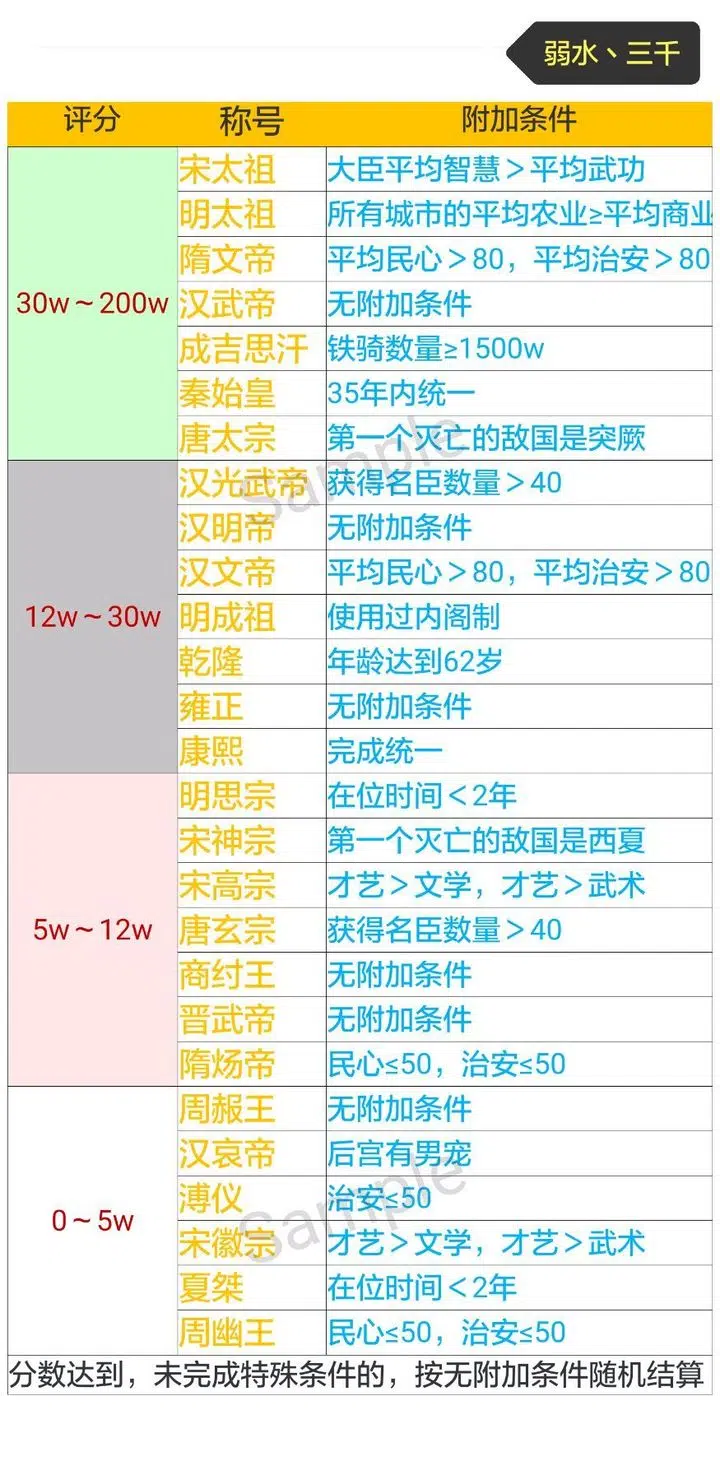 弱水、三千
评分 称号 附加条件
宋太祖 大臣平均智慧＞平均武功
明太祖 所有城市的平均农业≥平均商业
隋文帝 平均民心＞80，平均治安＞80
30w～200w 汉武帝 无附加条件
成吉思汗 铁骑数量≥1500w
秦始皇 35年内统一
唐太宗 第一个灭亡的敌国是突厥
Sample
汉光武帝 获得名臣数量＞40
汉明帝 无附加条件
汉文帝 平均民心＞80，平均治安＞80
12w～30w 明成祖 使用过内阁制
乾隆 年龄达到62岁
雍正 无附加条件
康熙 完成统一
明思宗 在位时间＜2年
宋神宗 第一个灭亡的敌国是西夏
宋高宗 才艺＞文学，才艺＞武术
5w～12w 唐玄宗 获得名臣数量＞40
商纣王 无附加条件
晋武帝 无附加条件
隋炀帝 民心≤50，治安≤50
周赧王 无附加条件
汉哀帝 后宫有男宠
溥仪 治安≤50
Sample
0～5w 宋徽宗 才艺＞文学，才艺＞武术
夏桀 在位时间＜2年
周幽王 民心≤50，治安≤50
分数达到，未完成特殊条件的，按无附加条件随机结算